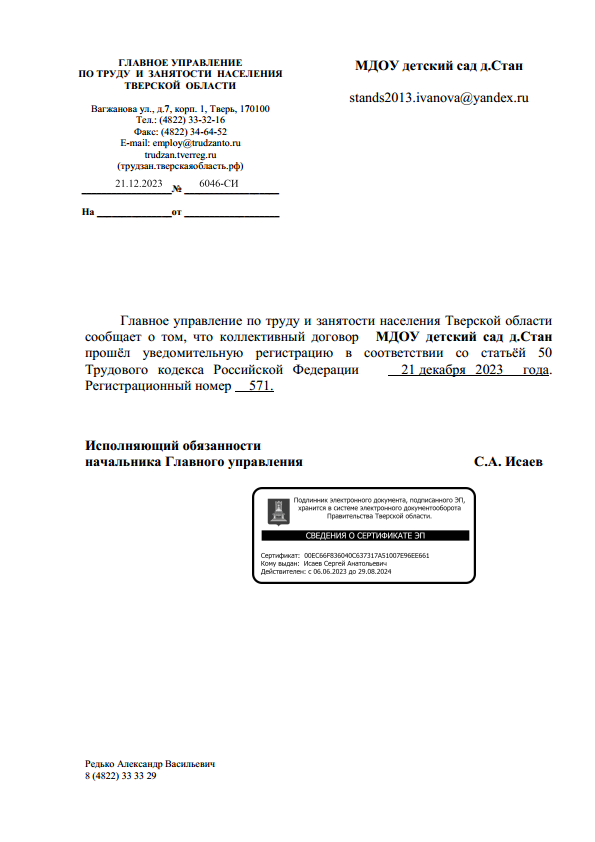 ГЛАВНОЕ УПРАВЛЕНИЕ
ПО ТРУДУ И ЗАНЯТОСТИ НАСЕЛЕНИЯ
ТВЕРСКОЙ ОБЛАСТИ
Вагжанова ул., д.7, корп. 1, Тверь, 170100
Тел.: (4822) 33-32-16
Факс: (4822) 34-64-52
E-mail: employ@trudzanto.ru
trudzan.tverreg.ru
(трудзан.тверскаяобласть.рф)
21.12.2023 № 6046-СИ
На от
МДОУ детский сад д.Стан
stands2013.ivanova@yandex.ru
Главное управление по труду и занятости населения Тверской области
сообщает о том, что коллективный договор МДОУ детский сад д.Стан
прошёл уведомительную регистрацию в соответствии со статьёй 50
Трудового кодекса Российской Федерации 21 декабря 2023 года.
Регистрационный номер 571.
Исполняющий обязанности
начальника Главного управления С.А. Исаев
Подлинник электронного документа, подписанного ЭП,
хранится в системе электронного документооборота
Правительства Тверской области.
СВЕДЕНИЯ О СЕРТИФИКАТЕ ЭП
Сертификат: 00EC66F836040C637317A51007E96EE661
Кому выдан: Исаев Сергей Анатольевич
Действителен: с 06.06.2023 до 29.08.2024
Редько Александр Васильевич
8 (4822) 33 33 29